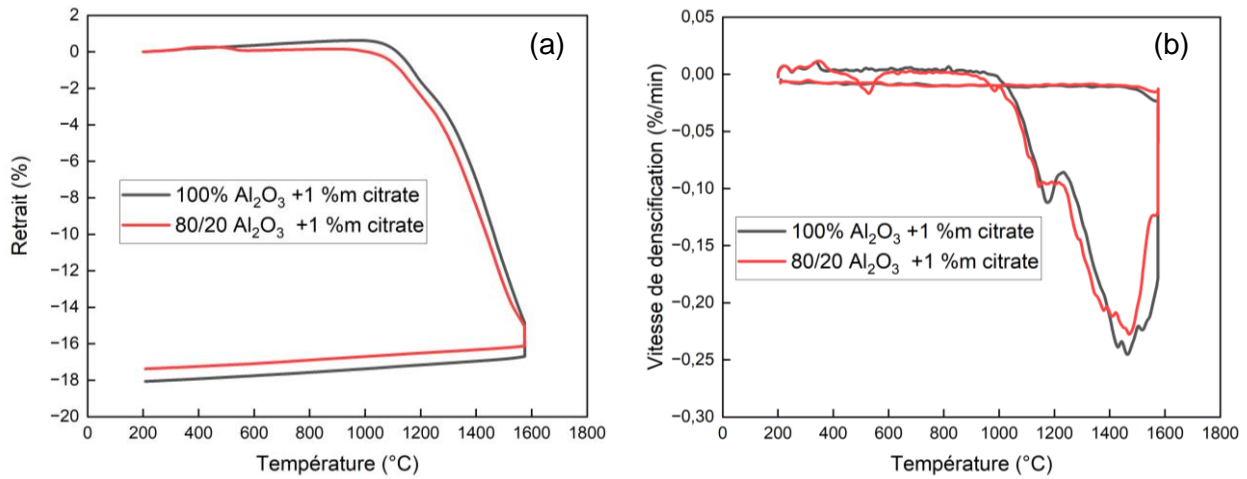 (a)
Retrait (%)
2
0
−2
−4
−6
−8
−10
−12
−14
−16
−18
−20
100% Al₂O₃ +1 %m citrate
80/20 Al₂O₃ +1 %m citrate
0 200 400 600 800 1000 1200 1400 1600 1800
Température (°C)
(b)
Vitesse de denscification (%/min)
0,05
0,00
−0,05
−0,10
−0,15
−0,20
−0,25
−0,30
100% Al₂O₃ +1 %m citrate
80/20 Al₂O₃ +1 %m citrate
0 200 400 600 800 1000 1200 1400 1600 1800
Température (°C)